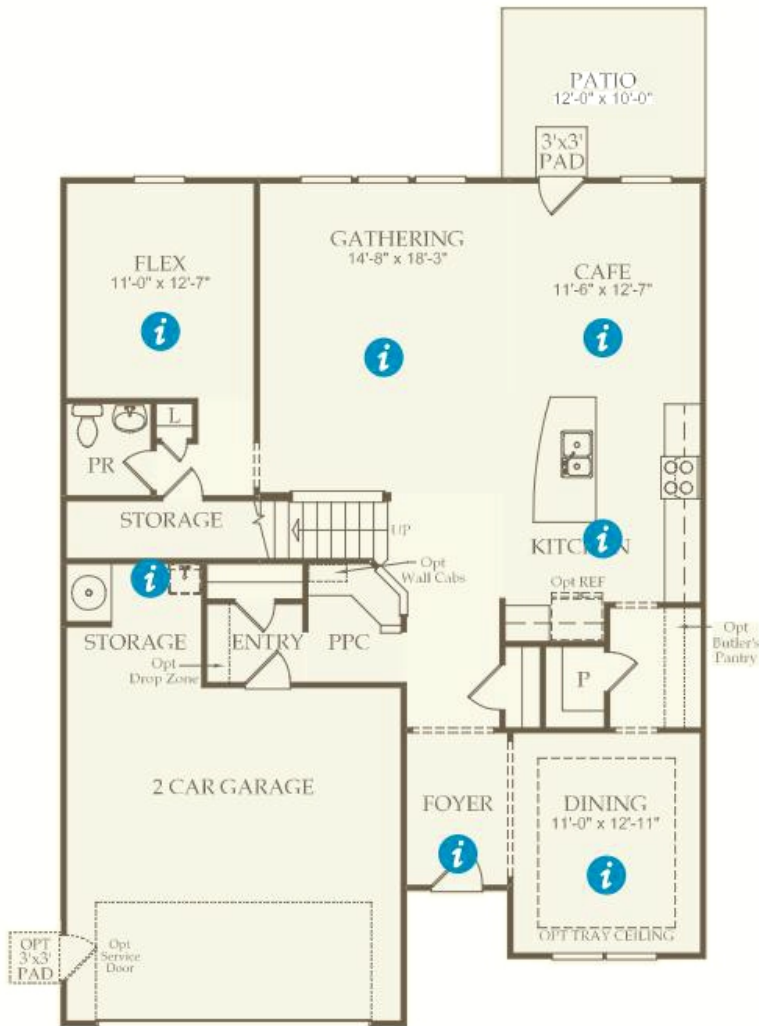 PATIO
12'-0" x 10'-0"
3'x3'
PAD
GATHERING
14'-8" x 18'-3"
FLEX
11'-0" x 12'-7"
CAFE
11'-6" x 12'-7"
i
i
i
L
PR
STORAGE
UP
KITCHEN
i
Opt
Wall Cabs
Opt REF
i
STORAGE
ENTRY
PPC
Opt
Drop Zone
P
Opt
Butler's
Pantry
2 CAR GARAGE
FOYER
i
DINING
11'-0" x 12'-11"
i
OPT TRAY CEILING
OPT
3'x3'
PAD
Opt
Service
Door